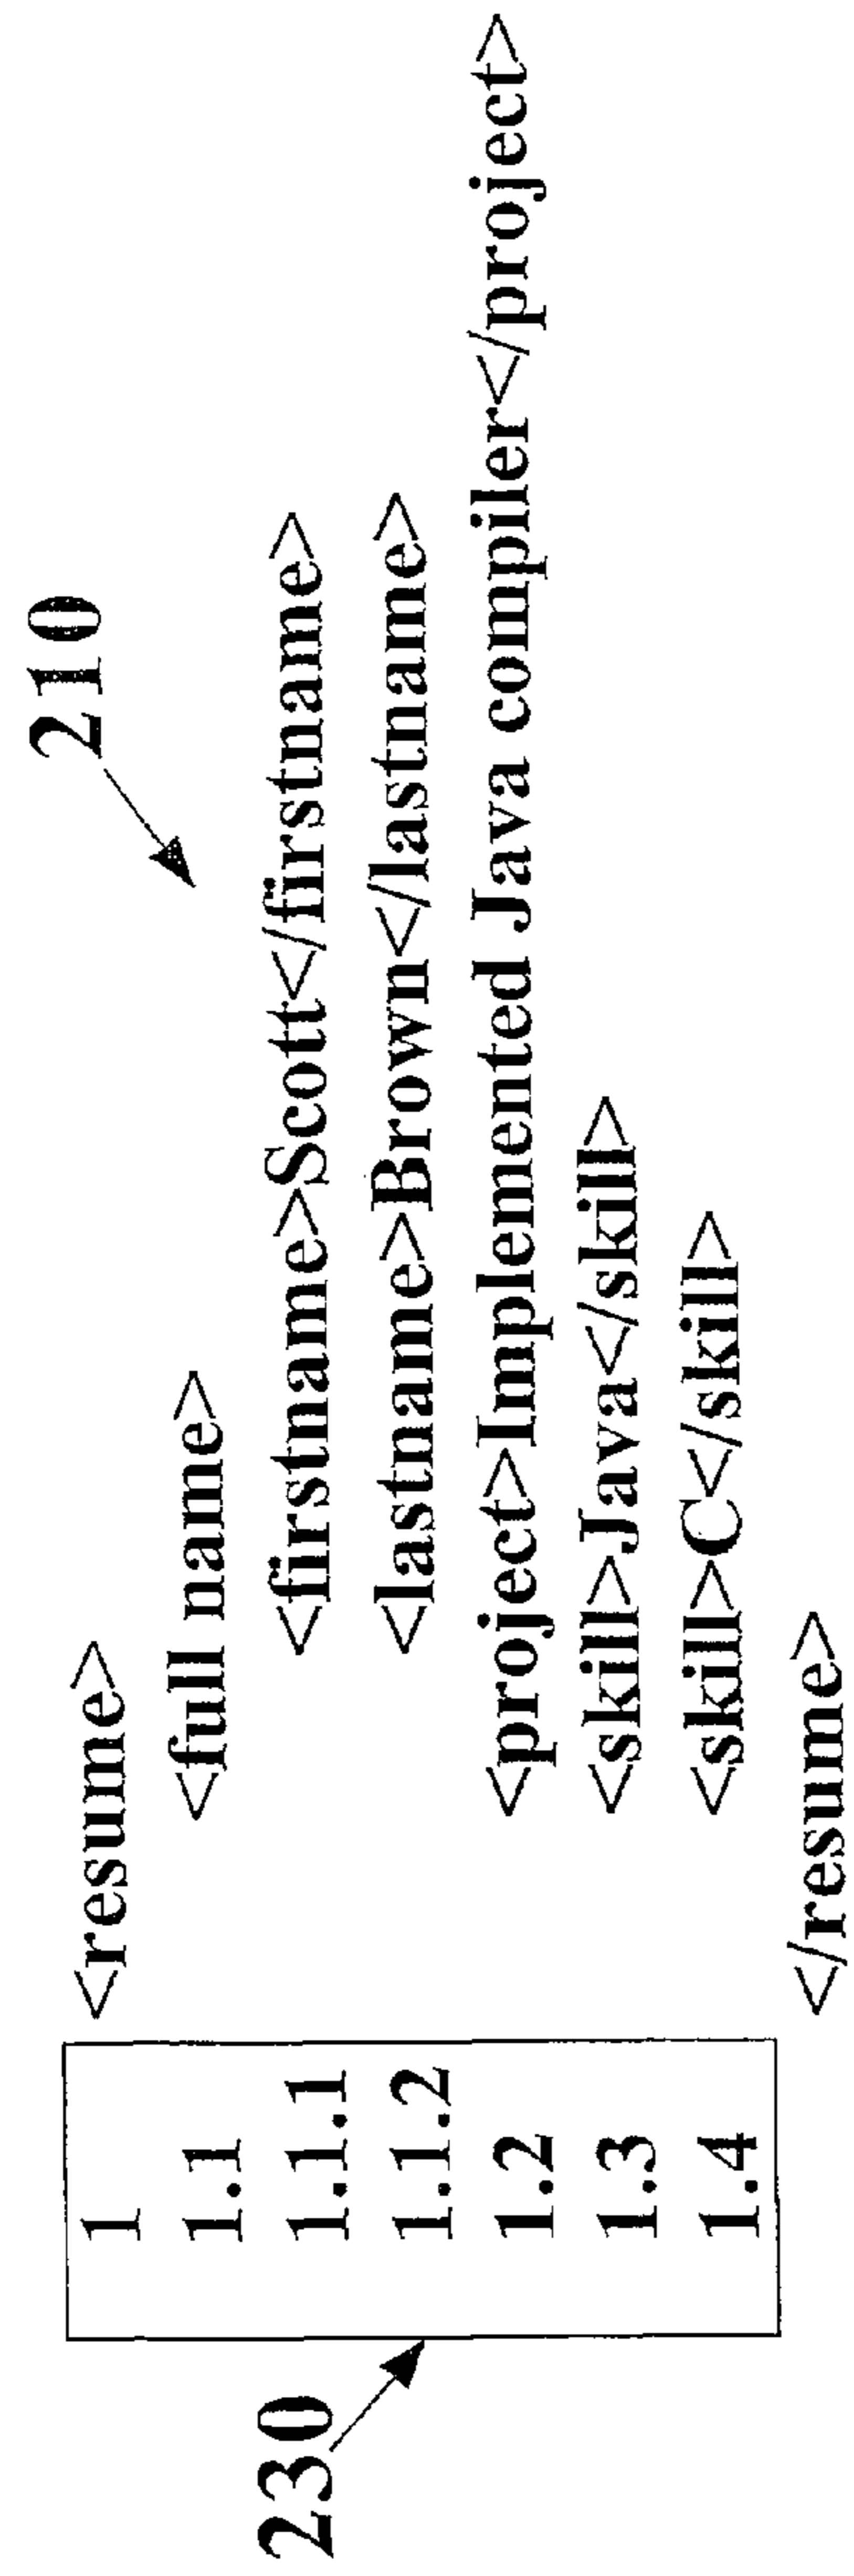 210
230
1 <resume>
1.1 <full name>
1.1.1 <firstname>Scott</firstname>
1.1.2 <lastname>Brown</lastname>
1.2 <project>Implemented Java compiler</project>
1.3 <skill>Java</skill>
1.4 <skill>C</skill>
</resume>